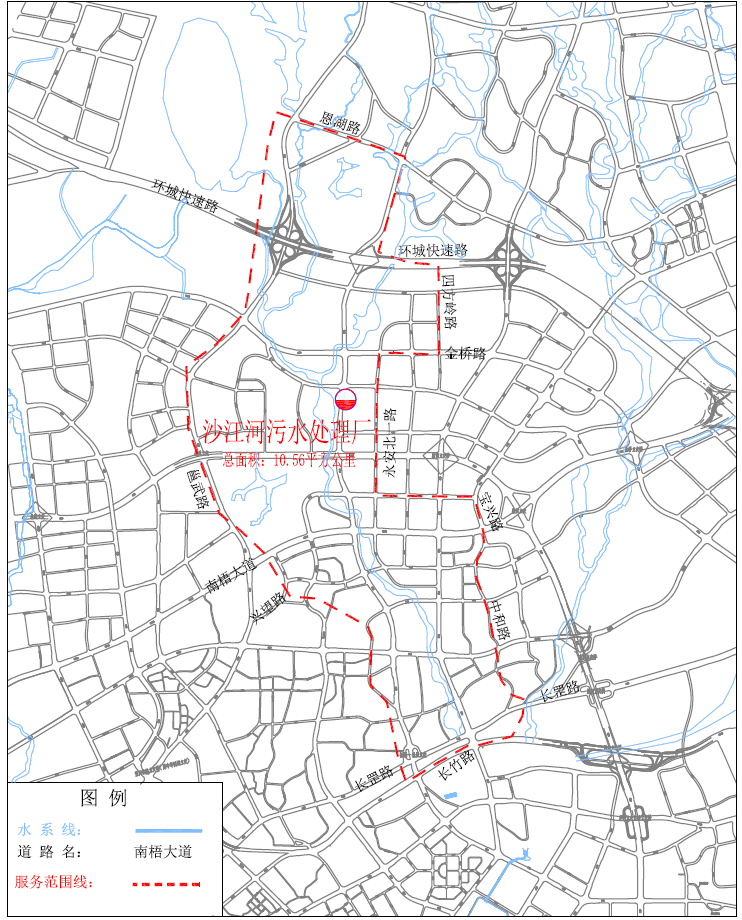 恩湖路
环城快速路
环城快速路
四方岭路
金桥路
沙江河污水处理厂
总面积：10.56平方公里
永安北一路
幽武路
宝兴路
南梧大道
兴望路
中和路
长罡路
长罡路
长竹路
图 例
水 系 线：
道 路 名：
南梧大道
服务范围线：